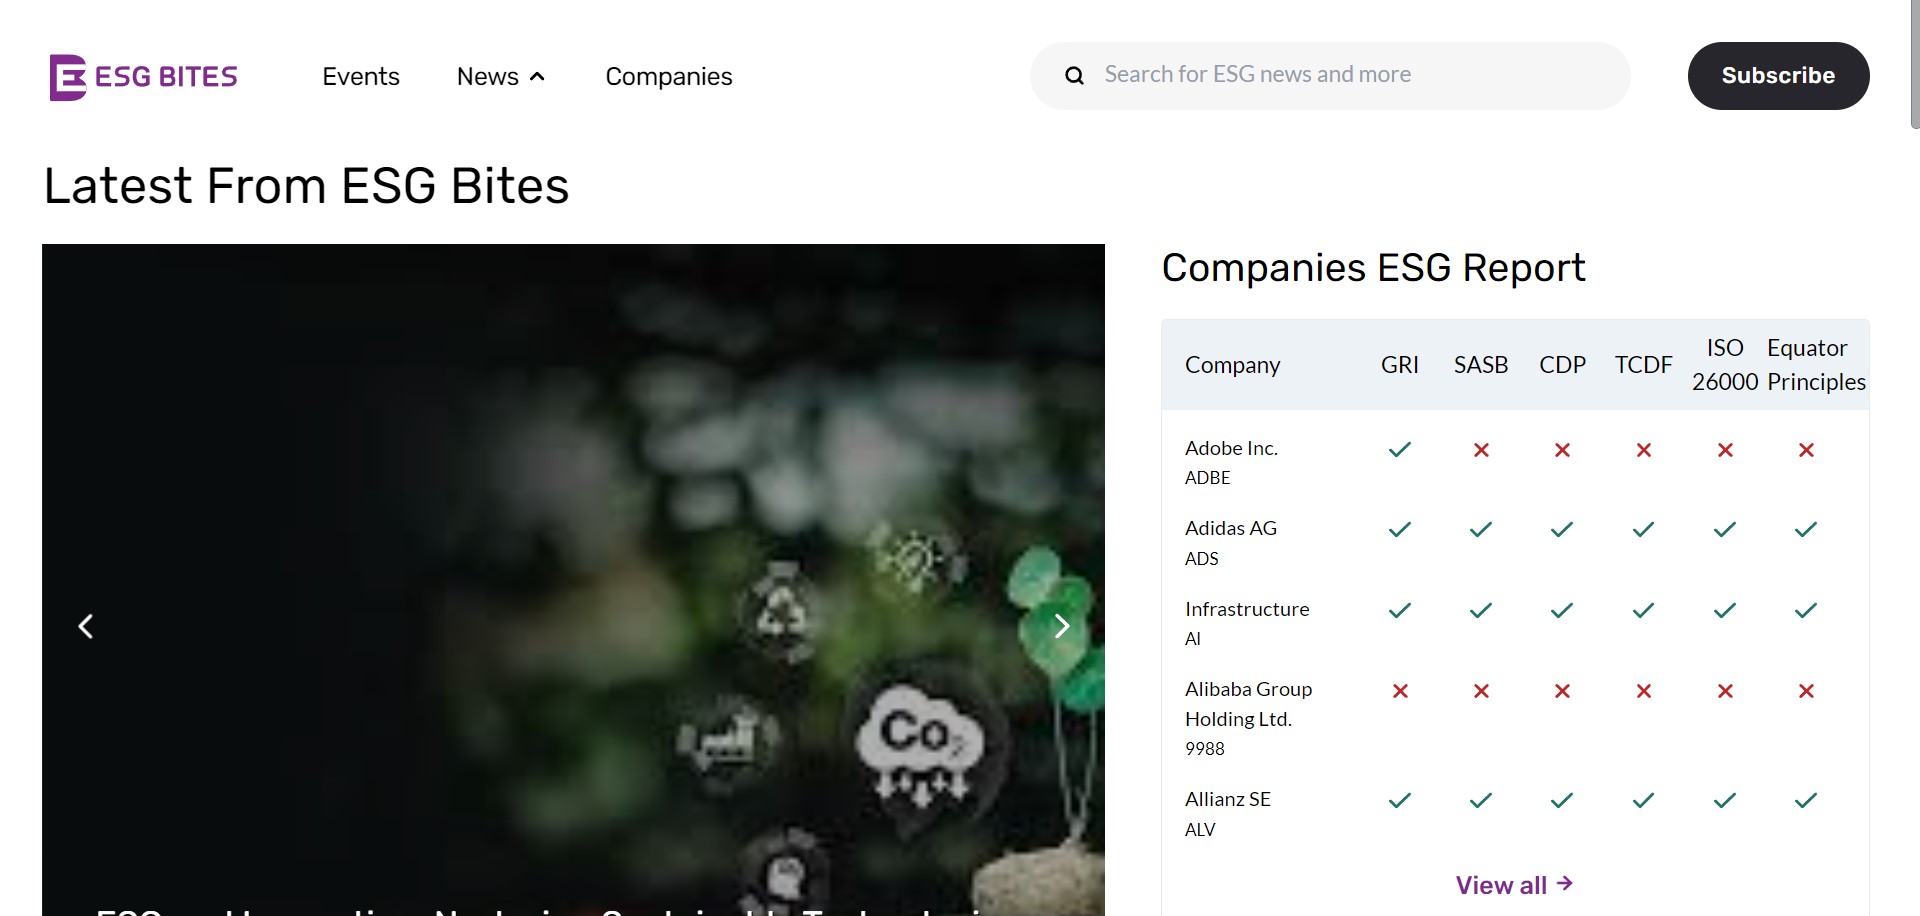 ESG BITES
Events
News
Companies
Search for ESG news and more
Subscribe
Latest From ESG Bites
Co₂
Companies ESG Report
Company GRI SASB CDP TCDF ISO 26000 Equator Principles
Adobe Inc.
ADBE
Adidas AG
ADS
Infrastructure
AI
Alibaba Group
Holding Ltd.
9988
Allianz SE
ALV
View all